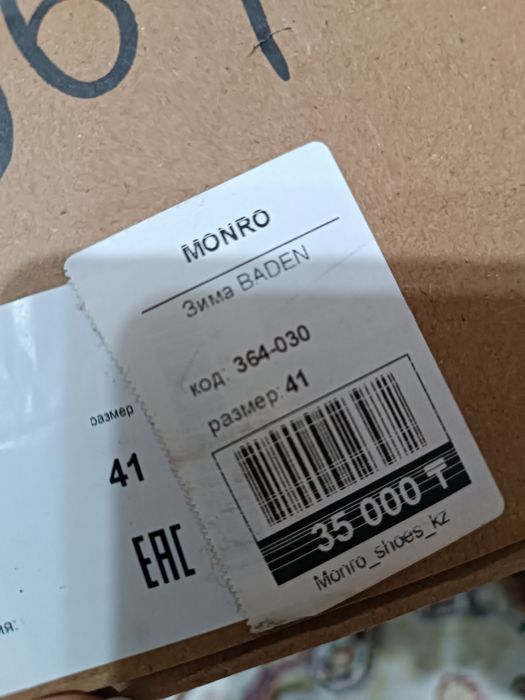 MONRO
Зима BADEN
код: 364-030
размер: 41
35 000 ₸
Monro_shoes_kz
размер
41
EAC